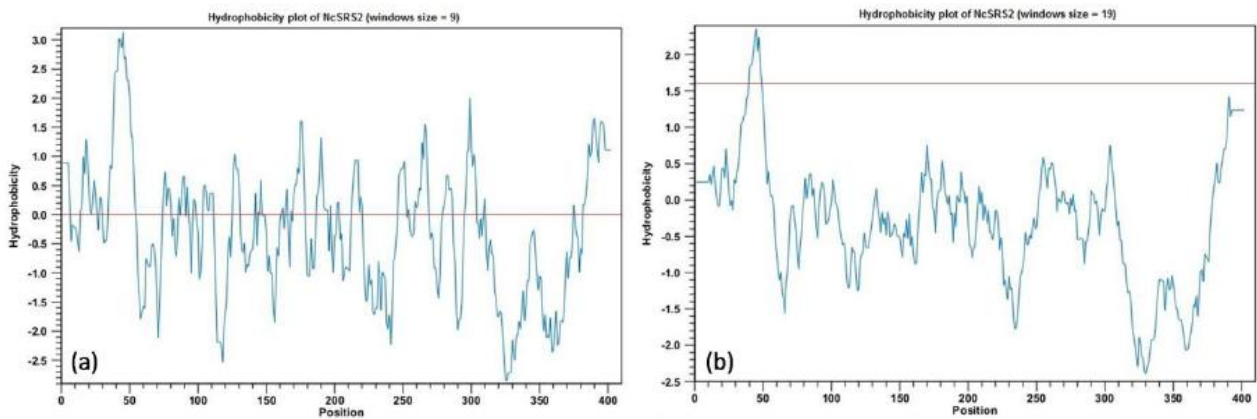 Hydrophobicity plot of NcSRS2 (windows size = 9)
3.0
2.5
2.0
1.5
1.0
0.5
0.0
-0.5
-1.0
-1.5
-2.0
-2.5
Hydrophobicity
(a)
0 50 100 150 200 250 300 350 400
Position
Hydrophobicity plot of NcSRS2 (windows size = 19)
2.0
1.5
1.0
0.5
0.0
-0.5
-1.0
-1.5
-2.0
-2.5
Hydrophobicity
(b)
0 50 100 150 200 250 300 350 400
Position